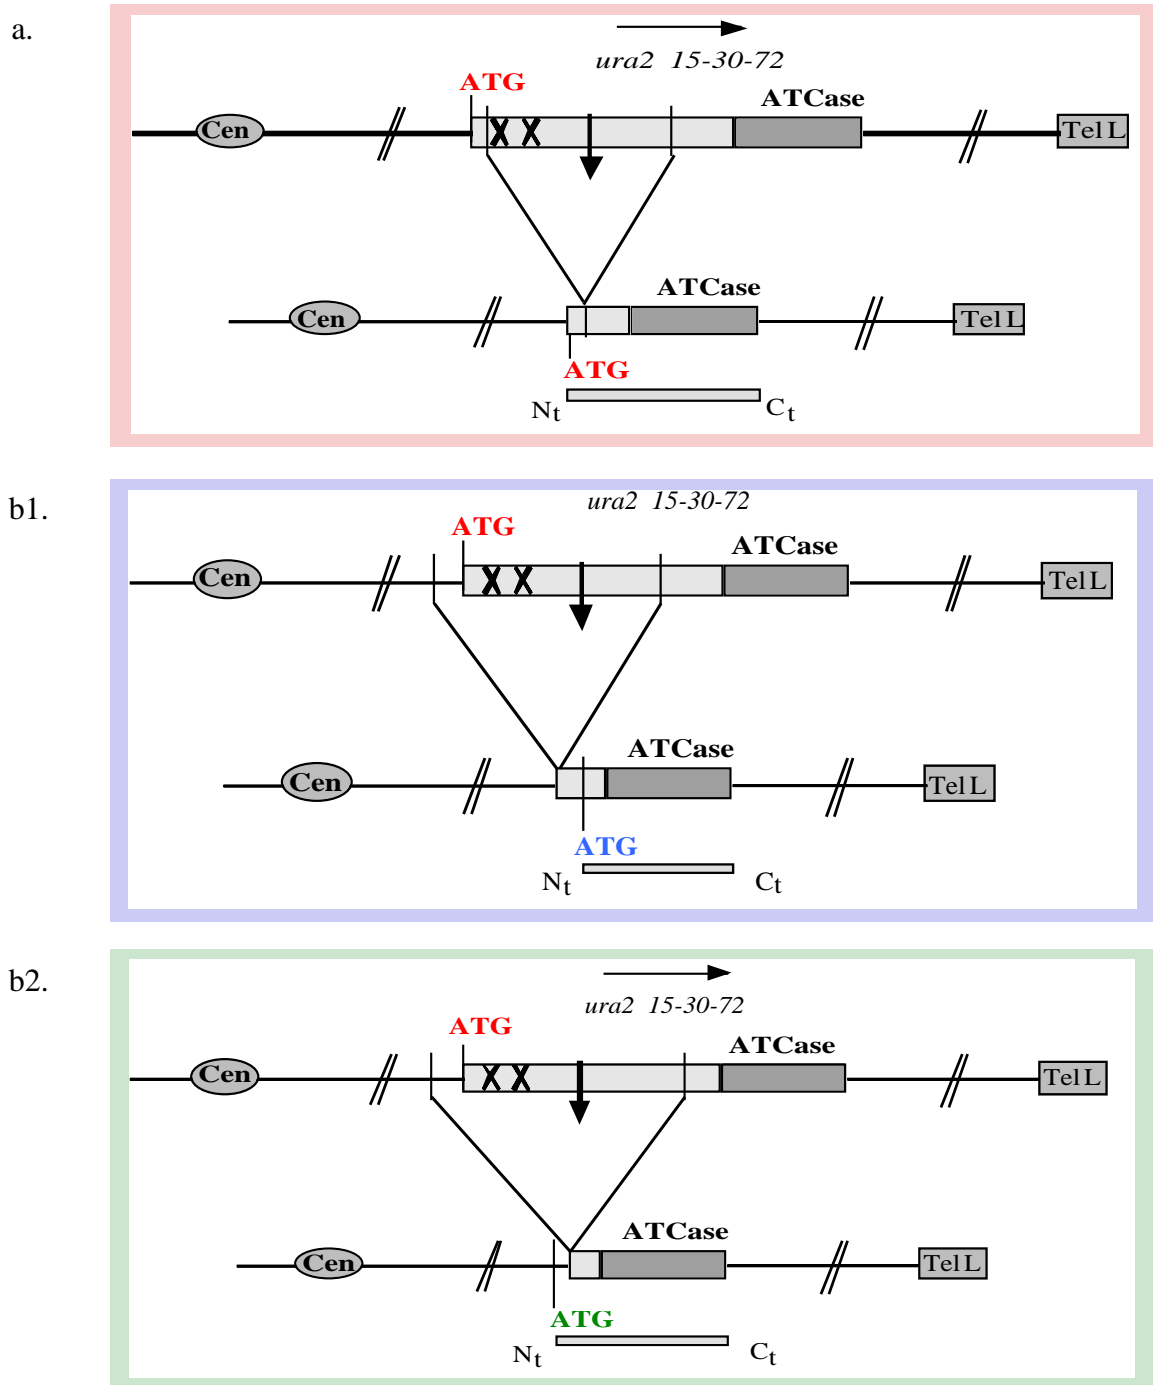 a.
ura2 15-30-72
ATG
ATCase
Cen
Tel L
ATCase
Cen
Tel L
ATG
Nt
Ct
b1.
ura2 15-30-72
ATG
ATCase
Cen
Tel L
ATCase
Cen
Tel L
ATG
Nt
Ct
b2.
ura2 15-30-72
ATG
ATCase
Cen
Tel L
ATCase
Cen
Tel L
ATG
Nt
Ct